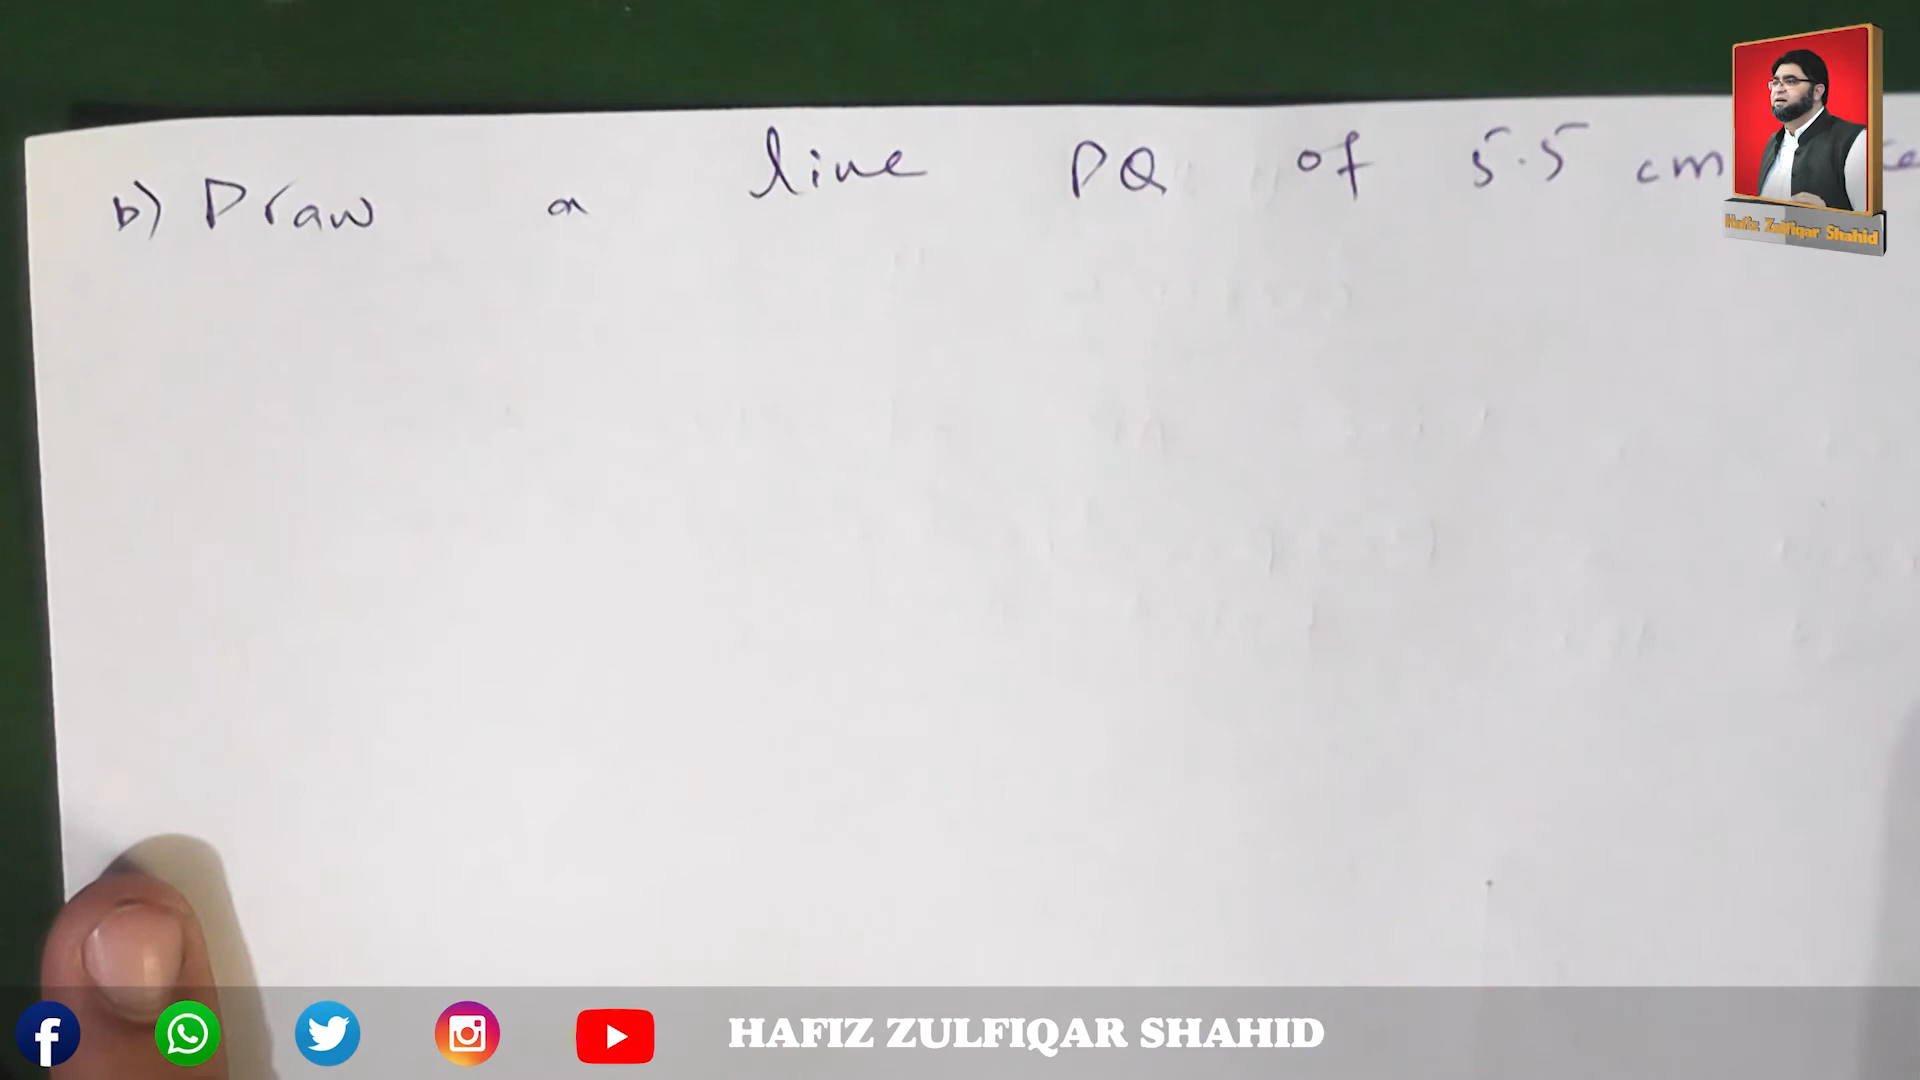 b) Draw a line PQ of 5.5 cm
Hafiz Zulfiqar Shahid
HAFIZ ZULFIQAR SHAHID